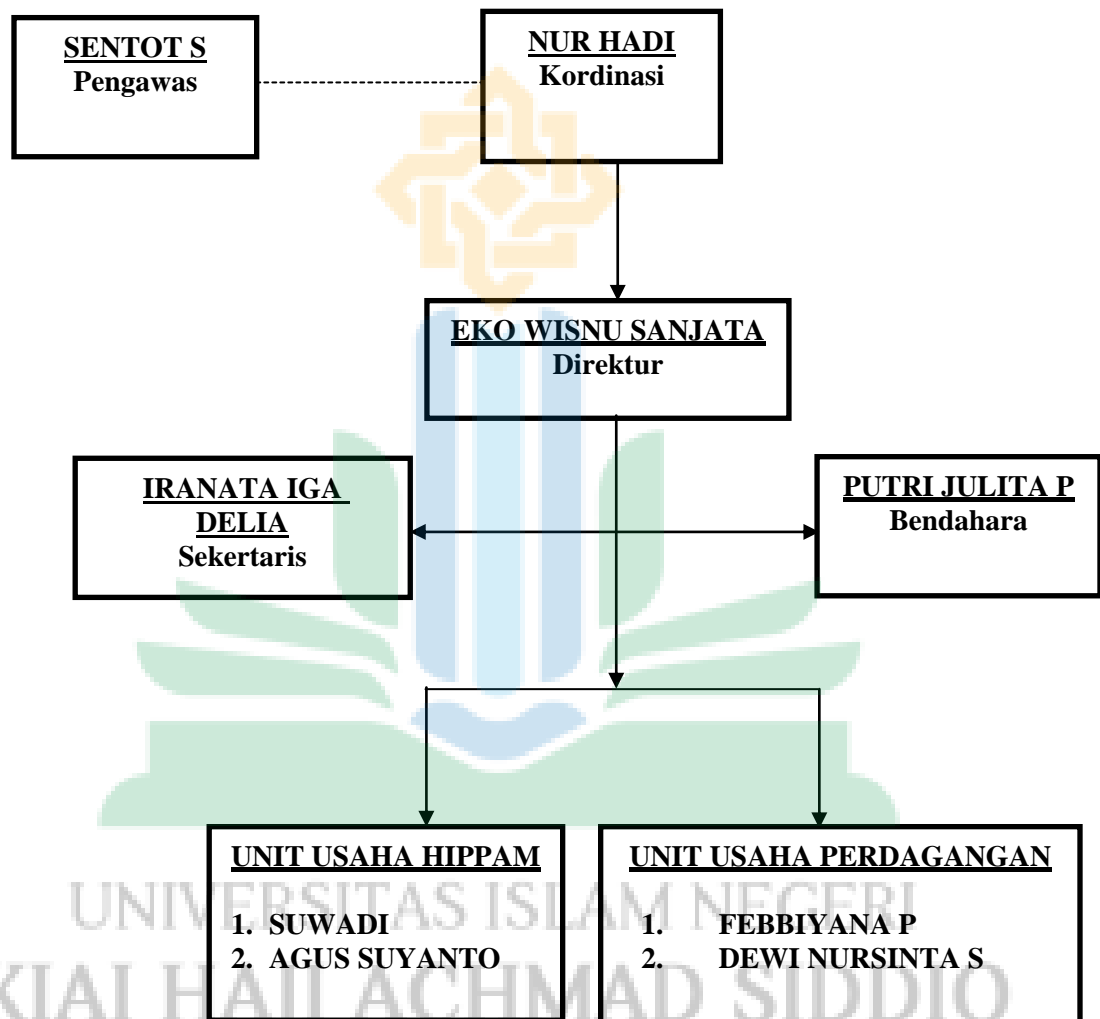 SENTOT S
Pengawas
NUR HADI
Kordinasi
EKO WISNU SANJATA
Direktur
IRANATA IGA
DELIA
Sekertaris
PUTRI JULITA P
Bendahara
UNIT USAHA HIPPAM
1. SUWADI
2. AGUS SUYANTO
UNIT USAHA PERDAGANGAN
1. FEBBIYANA P
2. DEWI NURSINTA S
UNIVERSITAS ISLAM NEGERI
KIAI HAJI ACHMAD SIDDIQ